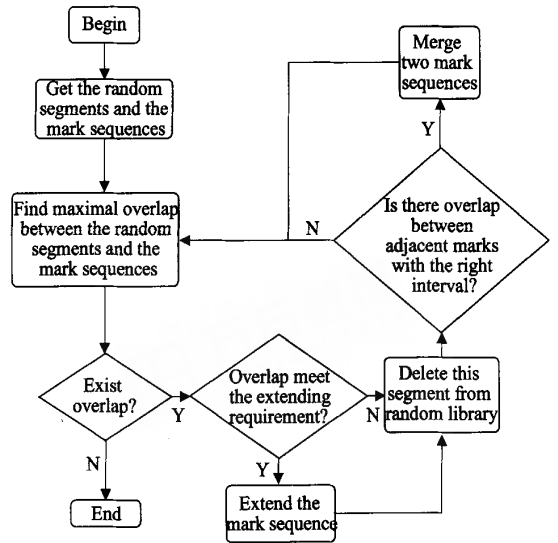 Begin
Get the random
segments and the
mark sequences
Find maximal overlap
between the random
segments and the
mark sequences
Exist
overlap?
Y
N
End
Overlap meet
the extending
requirement?
N
Y
Extend the
mark sequence
Delete this
segment from
random library
Is there overlap
between
adjacent marks
with the right
interval?
N
Y
Merge
two mark
sequences